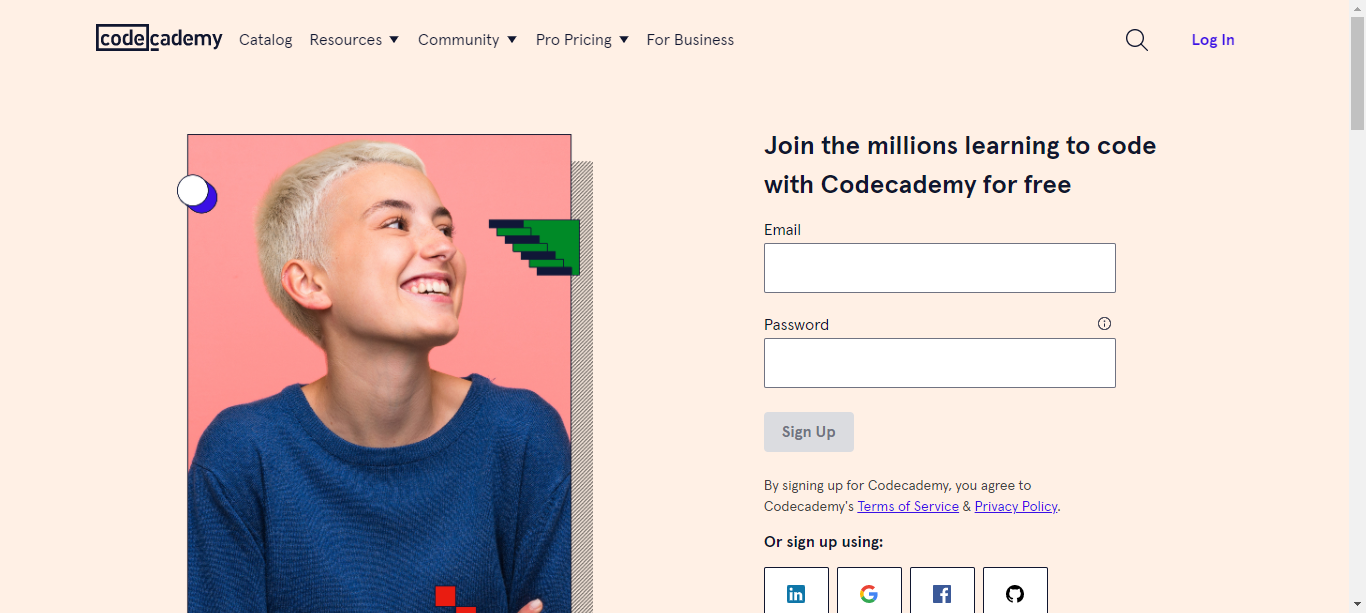 codecademy Catalog Resources Community Pro Pricing For Business Log In
Join the millions learning to code
with Codecademy for free
Email
Password
Sign Up
By signing up for Codecademy, you agree to
Codecademy's Terms of Service & Privacy Policy.
Or sign up using:
in G f